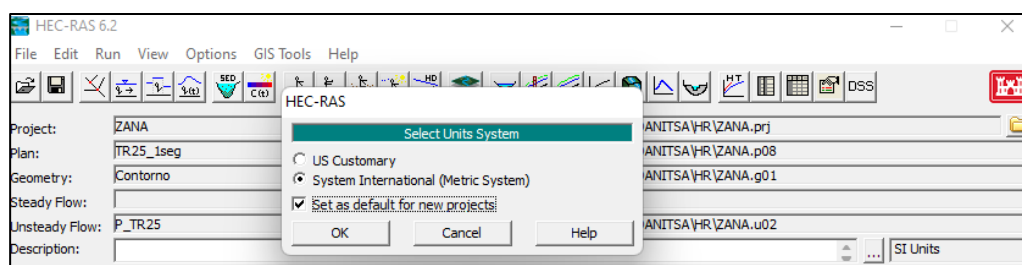 HEC-RAS 6.2
File Edit Run View Options GIS Tools Help
SED HD HT DSS
C(t)
HEC-RAS
Project: ZANA ANITSA\HR\ZANA.prj
Select Units System
Plan: TR25_1seg ANITSA\HR\ZANA.p08
US Customary
Geometry: Contorno ANITSA\HR\ZANA.g01
System International (Metric System)
Steady Flow:
Set as default for new projects
Unsteady Flow: P_TR25 ANITSA\HR\ZANA.u02
OK Cancel Help
Description: ... SI Units